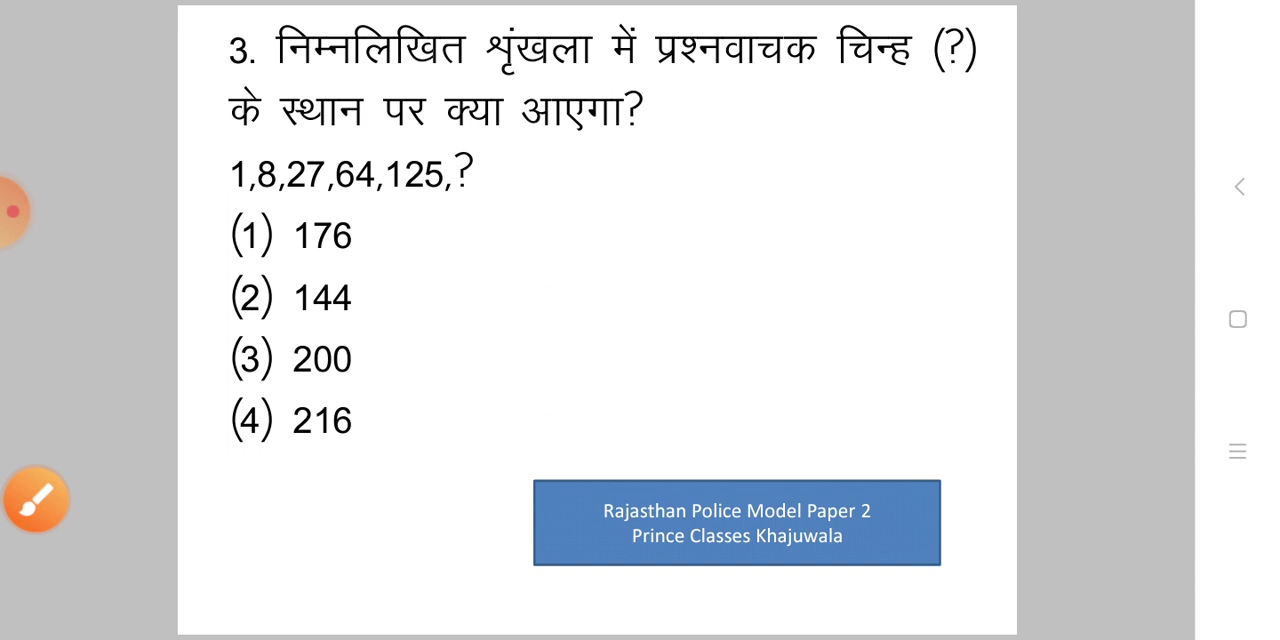 3. निम्नलिखित शृंखला में प्रश्नवाचक चिन्ह (?)
के स्थान पर क्या आएगा?
1,8,27,64,125,?
(1) 176
(2) 144
(3) 200
(4) 216
Rajasthan Police Model Paper 2
Prince Classes Khajuwala